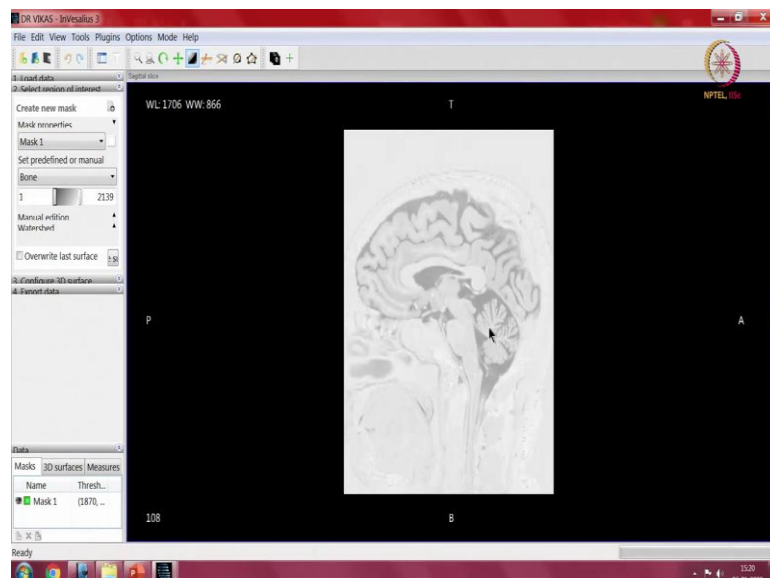 DR VIKAS - InVesalius 3
File Edit View Tools Plugins Options Mode Help
NPTEL, IISc
1. Load data
2. Select region of interest
Sagital slice
Create new mask
Mask properties
Mask 1
Set predefined or manual
Bone
1 2139
Manual edition
Watershed
Overwrite last surface
3. Configure 3D surface
4. Export data
WL: 1706 WW: 866
T
P
A
108
B
Data
Masks 3D surfaces Measures
Name Thresh...
Mask 1 (1870, ...
Ready
15:20